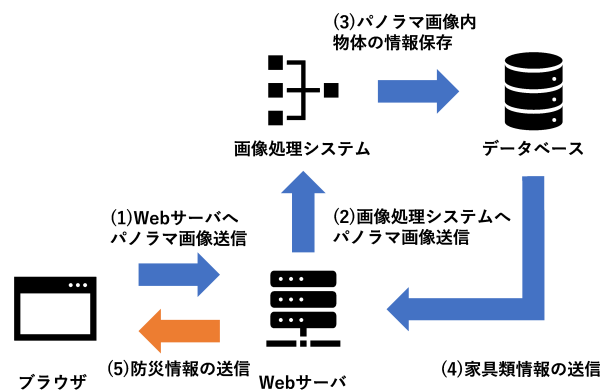 (3)パノラマ画像内
物体の情報保存
画像処理システム
データベース
(1)Webサーバへ
パノラマ画像送信
(2)画像処理システムへ
パノラマ画像送信
ブラウザ
(5)防災情報の送信
Webサーバ
(4)家具類情報の送信